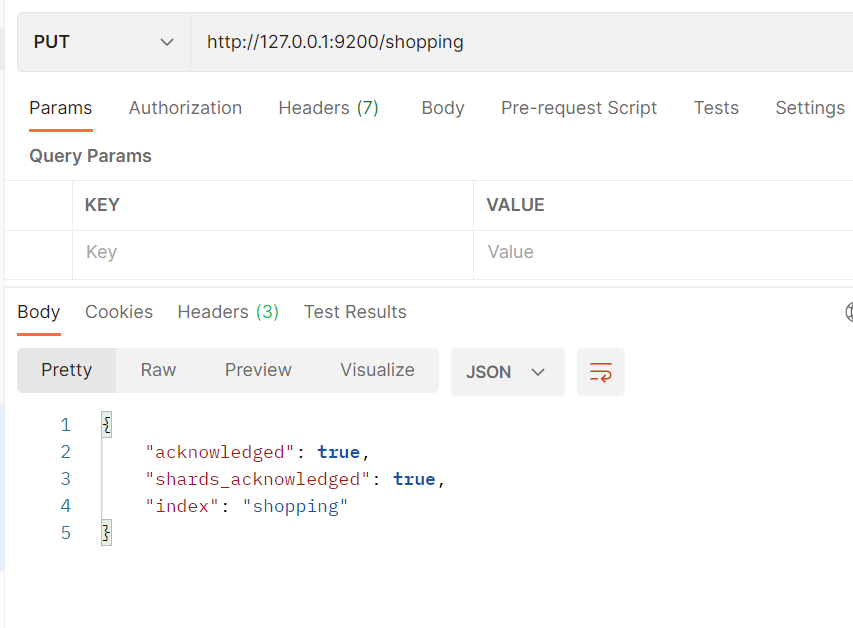 PUT http://127.0.0.1:9200/shopping
Params Authorization Headers (7) Body Pre-request Script Tests Settings
Query Params
KEY VALUE
Key Value
Body Cookies Headers (3) Test Results
Pretty Raw Preview Visualize JSON
1 {
2 "acknowledged": true,
3 "shards_acknowledged": true,
4 "index": "shopping"
5 }